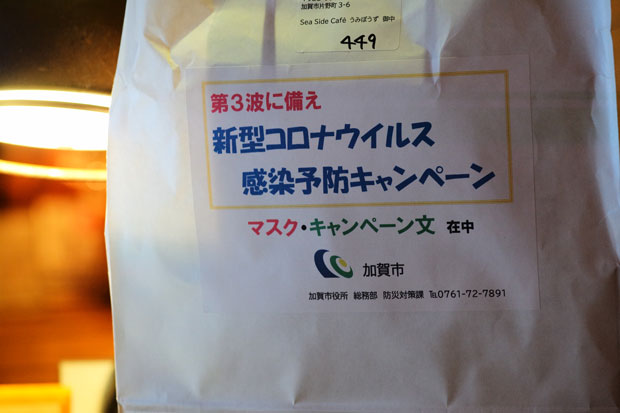 加賀市片野町3-6
Sea Side Café うみぼうず 御中
449
第3波に備え
新型コロナウイルス
感染予防キャンペーン
マスク・キャンペーン文 在中
加賀市
加賀市役所 総務部 防災対策課 ℡0761-72-7891